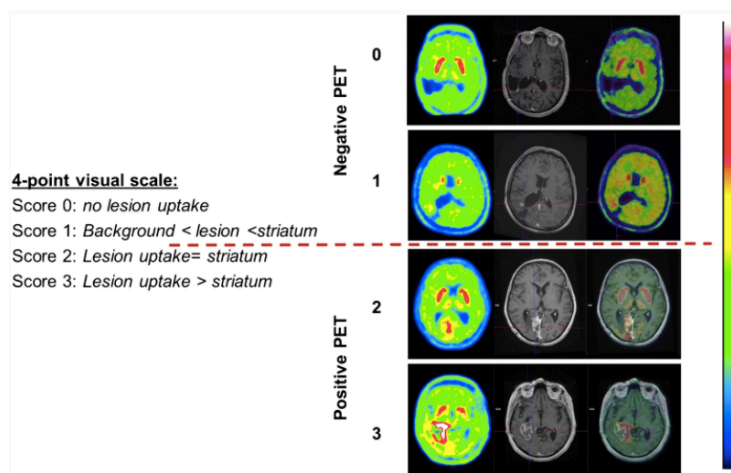 0
Negative PET
1
4-point visual scale:
Score 0: no lesion uptake
Score 1: Background < lesion <striatum
Score 2: Lesion uptake= striatum
Score 3: Lesion uptake > striatum
2
Positive PET
3